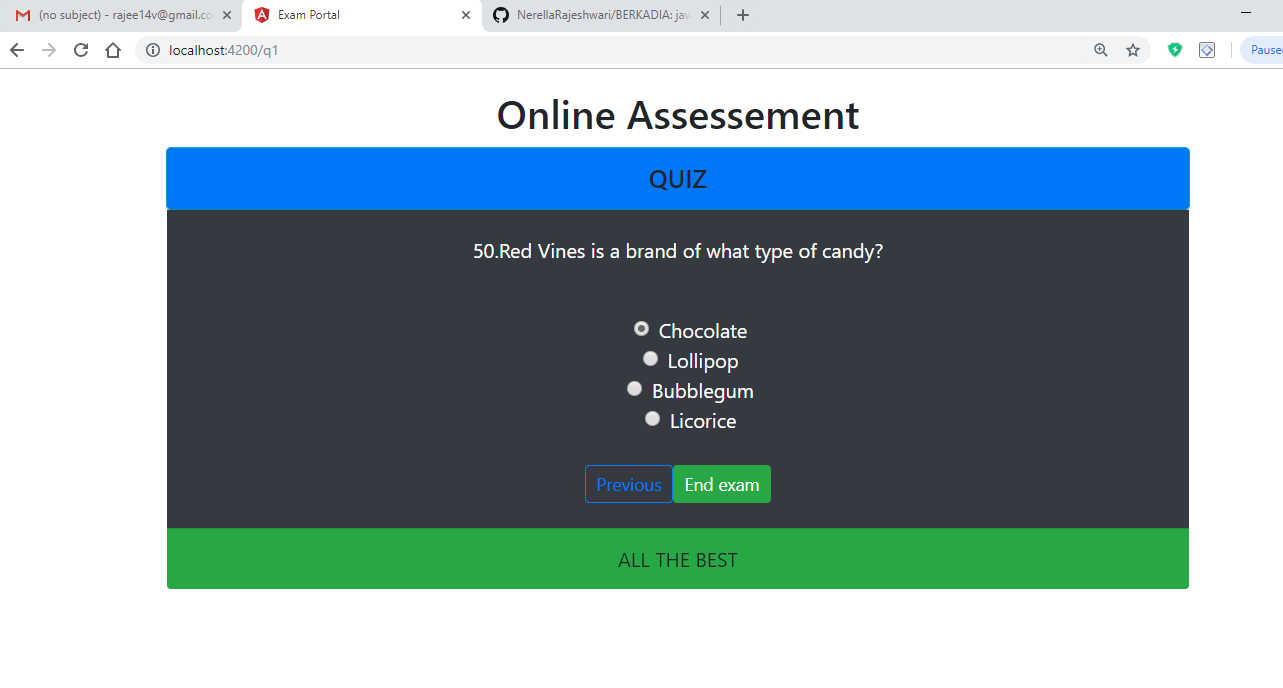 (no subject) - rajee14v@gmail.co
Exam Portal
NerellaRajeshwari/BERKADIA: jav
localhost:4200/q1
Pause
Online Assessement
QUIZ
50.Red Vines is a brand of what type of candy?
Chocolate
Lollipop
Bubblegum
Licorice
Previous End exam
ALL THE BEST